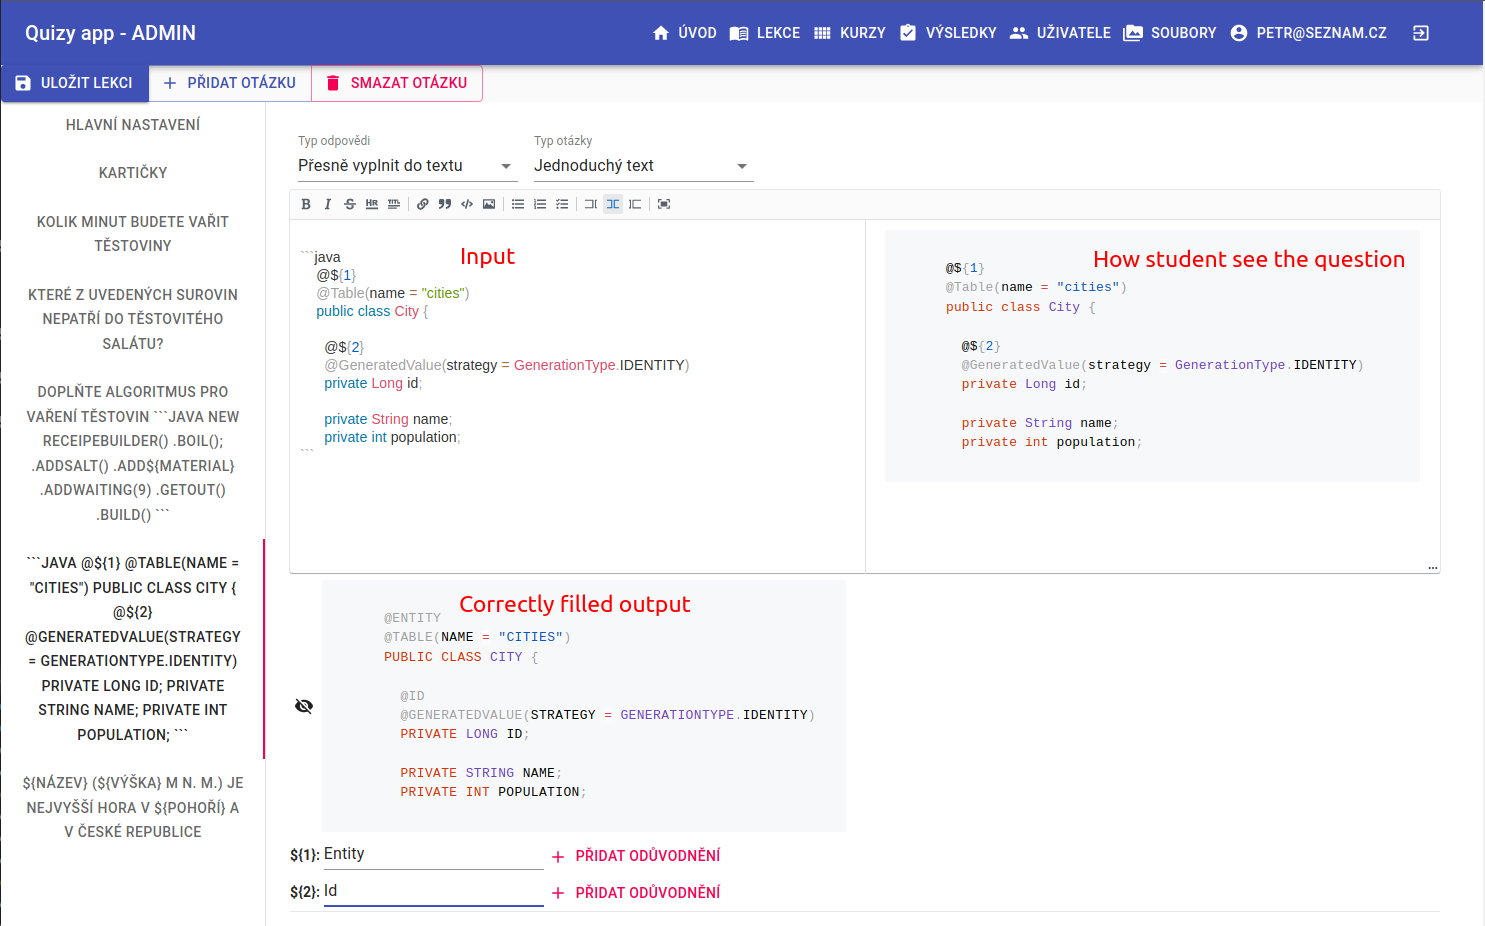 Quizy app - ADMIN
ÚVOD
LEKCE
KURZY
VÝSLEDKY
UŽIVATELE
SOUBORY
PETR@SEZNAM.CZ
ULOŽIT LEKCI
PŘIDAT OTÁZKU
SMAZAT OTÁZKU
HLAVNÍ NASTAVENÍ
KARTIČKY
KOLIK MINUT BUDETE VAŘIT
TĚSTOVINY
KTERÉ Z UVEDENÝCH SUROVIN
NEPATŘÍ DO TĚSTOVITÉHO
SALÁTU?
DOPLŇTE ALGORITMUS PRO
VAŘENÍ TĚSTOVIN ```JAVA NEW
RECEIPEBUILDER() .BOIL();
.ADDSALT() .ADD${MATERIAL}
.ADDWAITING(9) .GETOUT()
.BUILD() ```
```JAVA @${1} @TABLE(NAME =
"CITIES") PUBLIC CLASS CITY {
@${2}
@GENERATEDVALUE(STRATEGY
= GENERATIONTYPE.IDENTITY)
PRIVATE LONG ID; PRIVATE
STRING NAME; PRIVATE INT
POPULATION; ```
${NÁZEV} (${VÝŠKA} M N. M.) JE
NEJVYŠŠÍ HORA V ${POHOŘÍ} A
V ČESKÉ REPUBLICE
Typ odpovědi
Přesně vyplnit do textu
Typ otázky
Jednoduchý text
B I S HR TITL
Input
```java
@${1}
@Table(name = "cities")
public class City {
@${2}
@GeneratedValue(strategy = GenerationType.IDENTITY)
private Long id;
private String name;
private int population;
```
How student see the question
@${1}
@Table(name = "cities")
public class City {
@${2}
@GeneratedValue(strategy = GenerationType.IDENTITY)
private Long id;
private String name;
private int population;
...
Correctly filled output
@ENTITY
@TABLE(NAME = "CITIES")
PUBLIC CLASS CITY {
@ID
@GENERATEDVALUE(STRATEGY = GENERATIONTYPE.IDENTITY)
PRIVATE LONG ID;
PRIVATE STRING NAME;
PRIVATE INT POPULATION;
${1}: Entity
PŘIDAT ODŮVODNĚNÍ
${2}: Id
PŘIDAT ODŮVODNĚNÍ